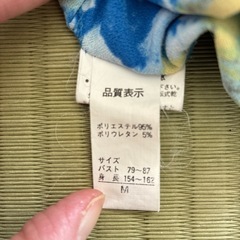 品質表示
ポリエステル95%
ポリウレタン 5%
サイズ
バスト 79~87
身長 154~162
M